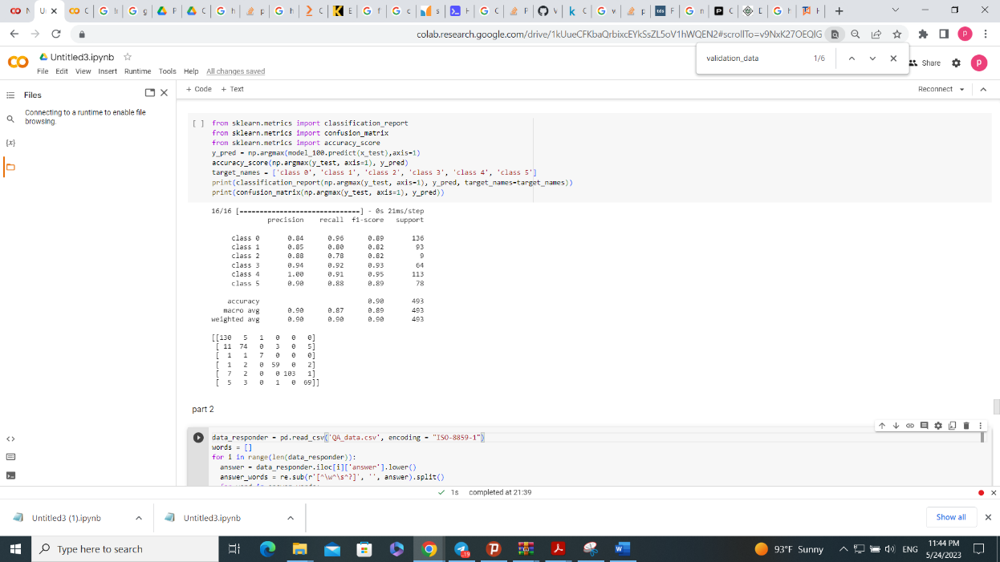 colab.research.google.com/drive/1kUueCFKbaQrbixcEYkSsZL5oV1hWQEN2#scrollTo=v9NxK27OEQlG
validation_data 1/6
Untitled3.ipynb
File Edit View Insert Runtime Tools Help All changes saved
Share
P
Files
Connecting to a runtime to enable file
browsing.
+ Code + Text
Reconnect
[ ] from sklearn.metrics import classification_report
from sklearn.metrics import confusion_matrix
from sklearn.metrics import accuracy_score
y_pred = np.argmax(model_100.predict(x_test),axis=1)
accuracy_score(np.argmax(y_test, axis=1), y_pred)
target_names = ['class 0', 'class 1', 'class 2', 'class 3', 'class 4', 'class 5']
print(classification_report(np.argmax(y_test, axis=1), y_pred, target_names=target_names))
print(confusion_matrix(np.argmax(y_test, axis=1), y_pred))
16/16 [==============================] - 0s 21ms/step
precision recall f1-score support
class 0 0.84 0.96 0.89 136
class 1 0.85 0.80 0.82 93
class 2 0.88 0.78 0.82 9
class 3 0.94 0.92 0.93 64
class 4 1.00 0.91 0.95 113
class 5 0.90 0.88 0.89 78
accuracy 0.90 493
macro avg 0.90 0.87 0.89 493
weighted avg 0.90 0.90 0.90 493
[[130 5 1 0 0 0]
[ 11 74 0 3 0 5]
[ 1 1 7 0 0 0]
[ 1 2 0 59 0 2]
[ 7 2 0 0 103 1]
[ 5 3 0 1 0 69]]
part 2
data_responder = pd.read_csv('QA_data.csv', encoding = "ISO-8859-1")
words = []
for i in range(len(data_responder)):
answer = data_responder.iloc[i]['answer'].lower()
answer_words = re.sub(r'[^\w^\s^?]', '', answer).split()
1s completed at 21:39
Untitled3 (1).ipynb
Untitled3.ipynb
Show all
Type here to search
19
93°F Sunny
ENG
11:44 PM
5/24/2023